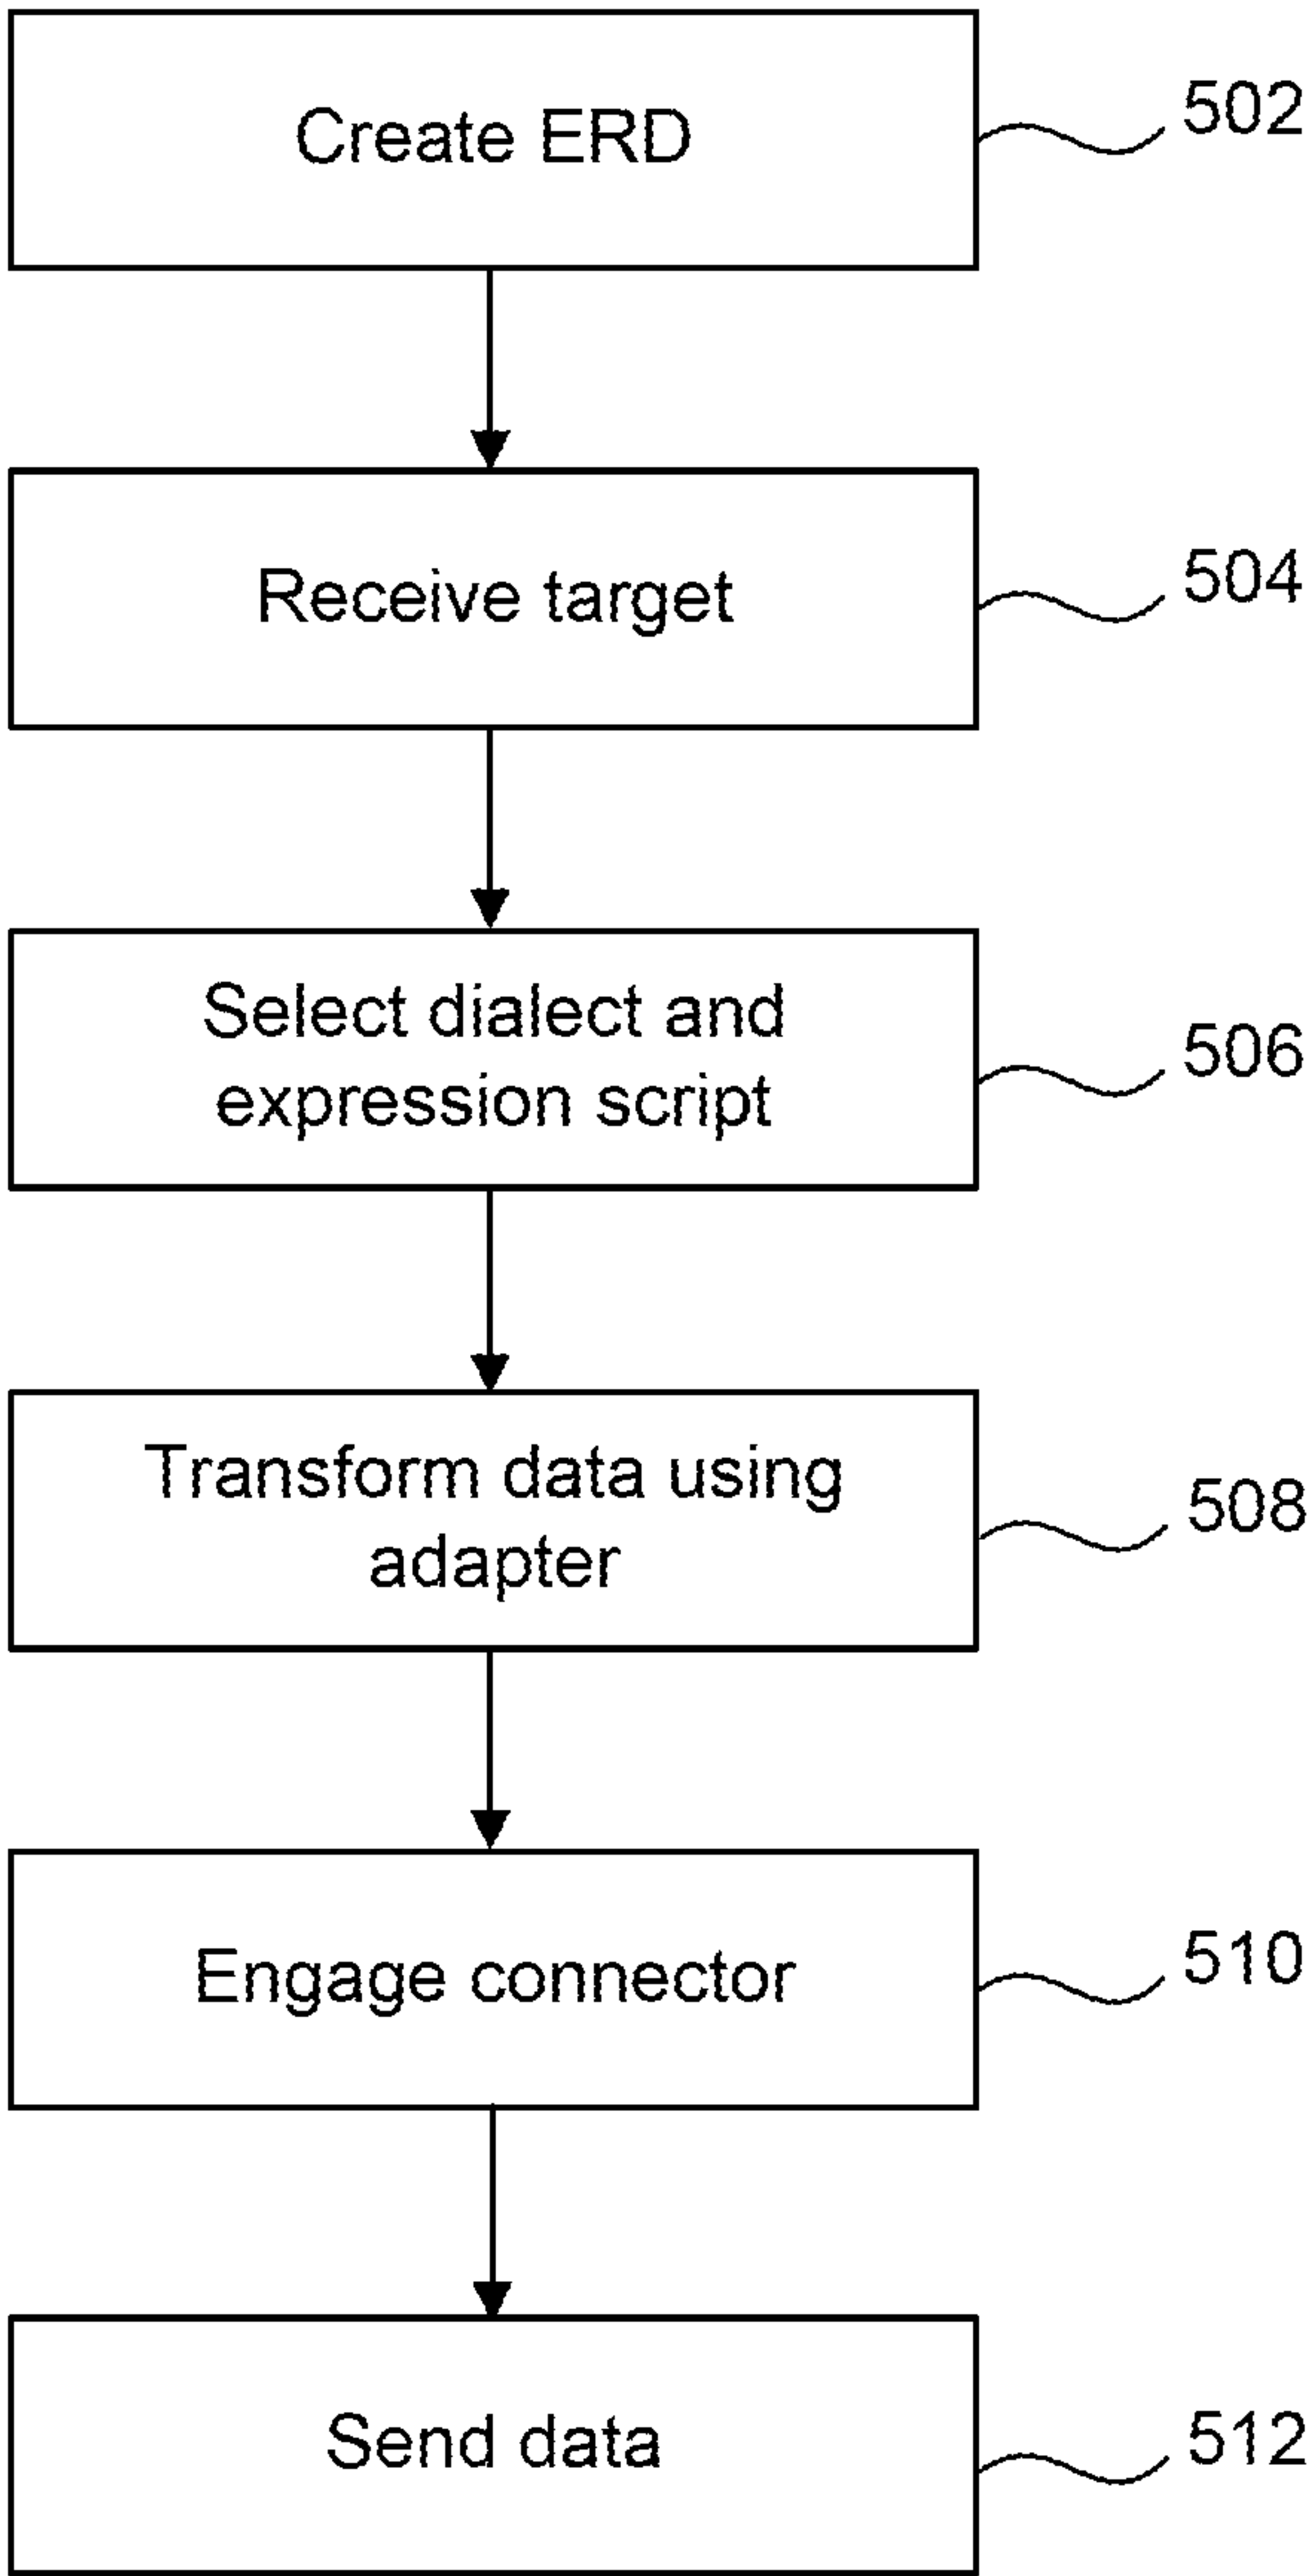 Create ERD
502
Receive target
504
Select dialect and
expression script
506
Transform data using
adapter
508
Engage connector
510
Send data
512